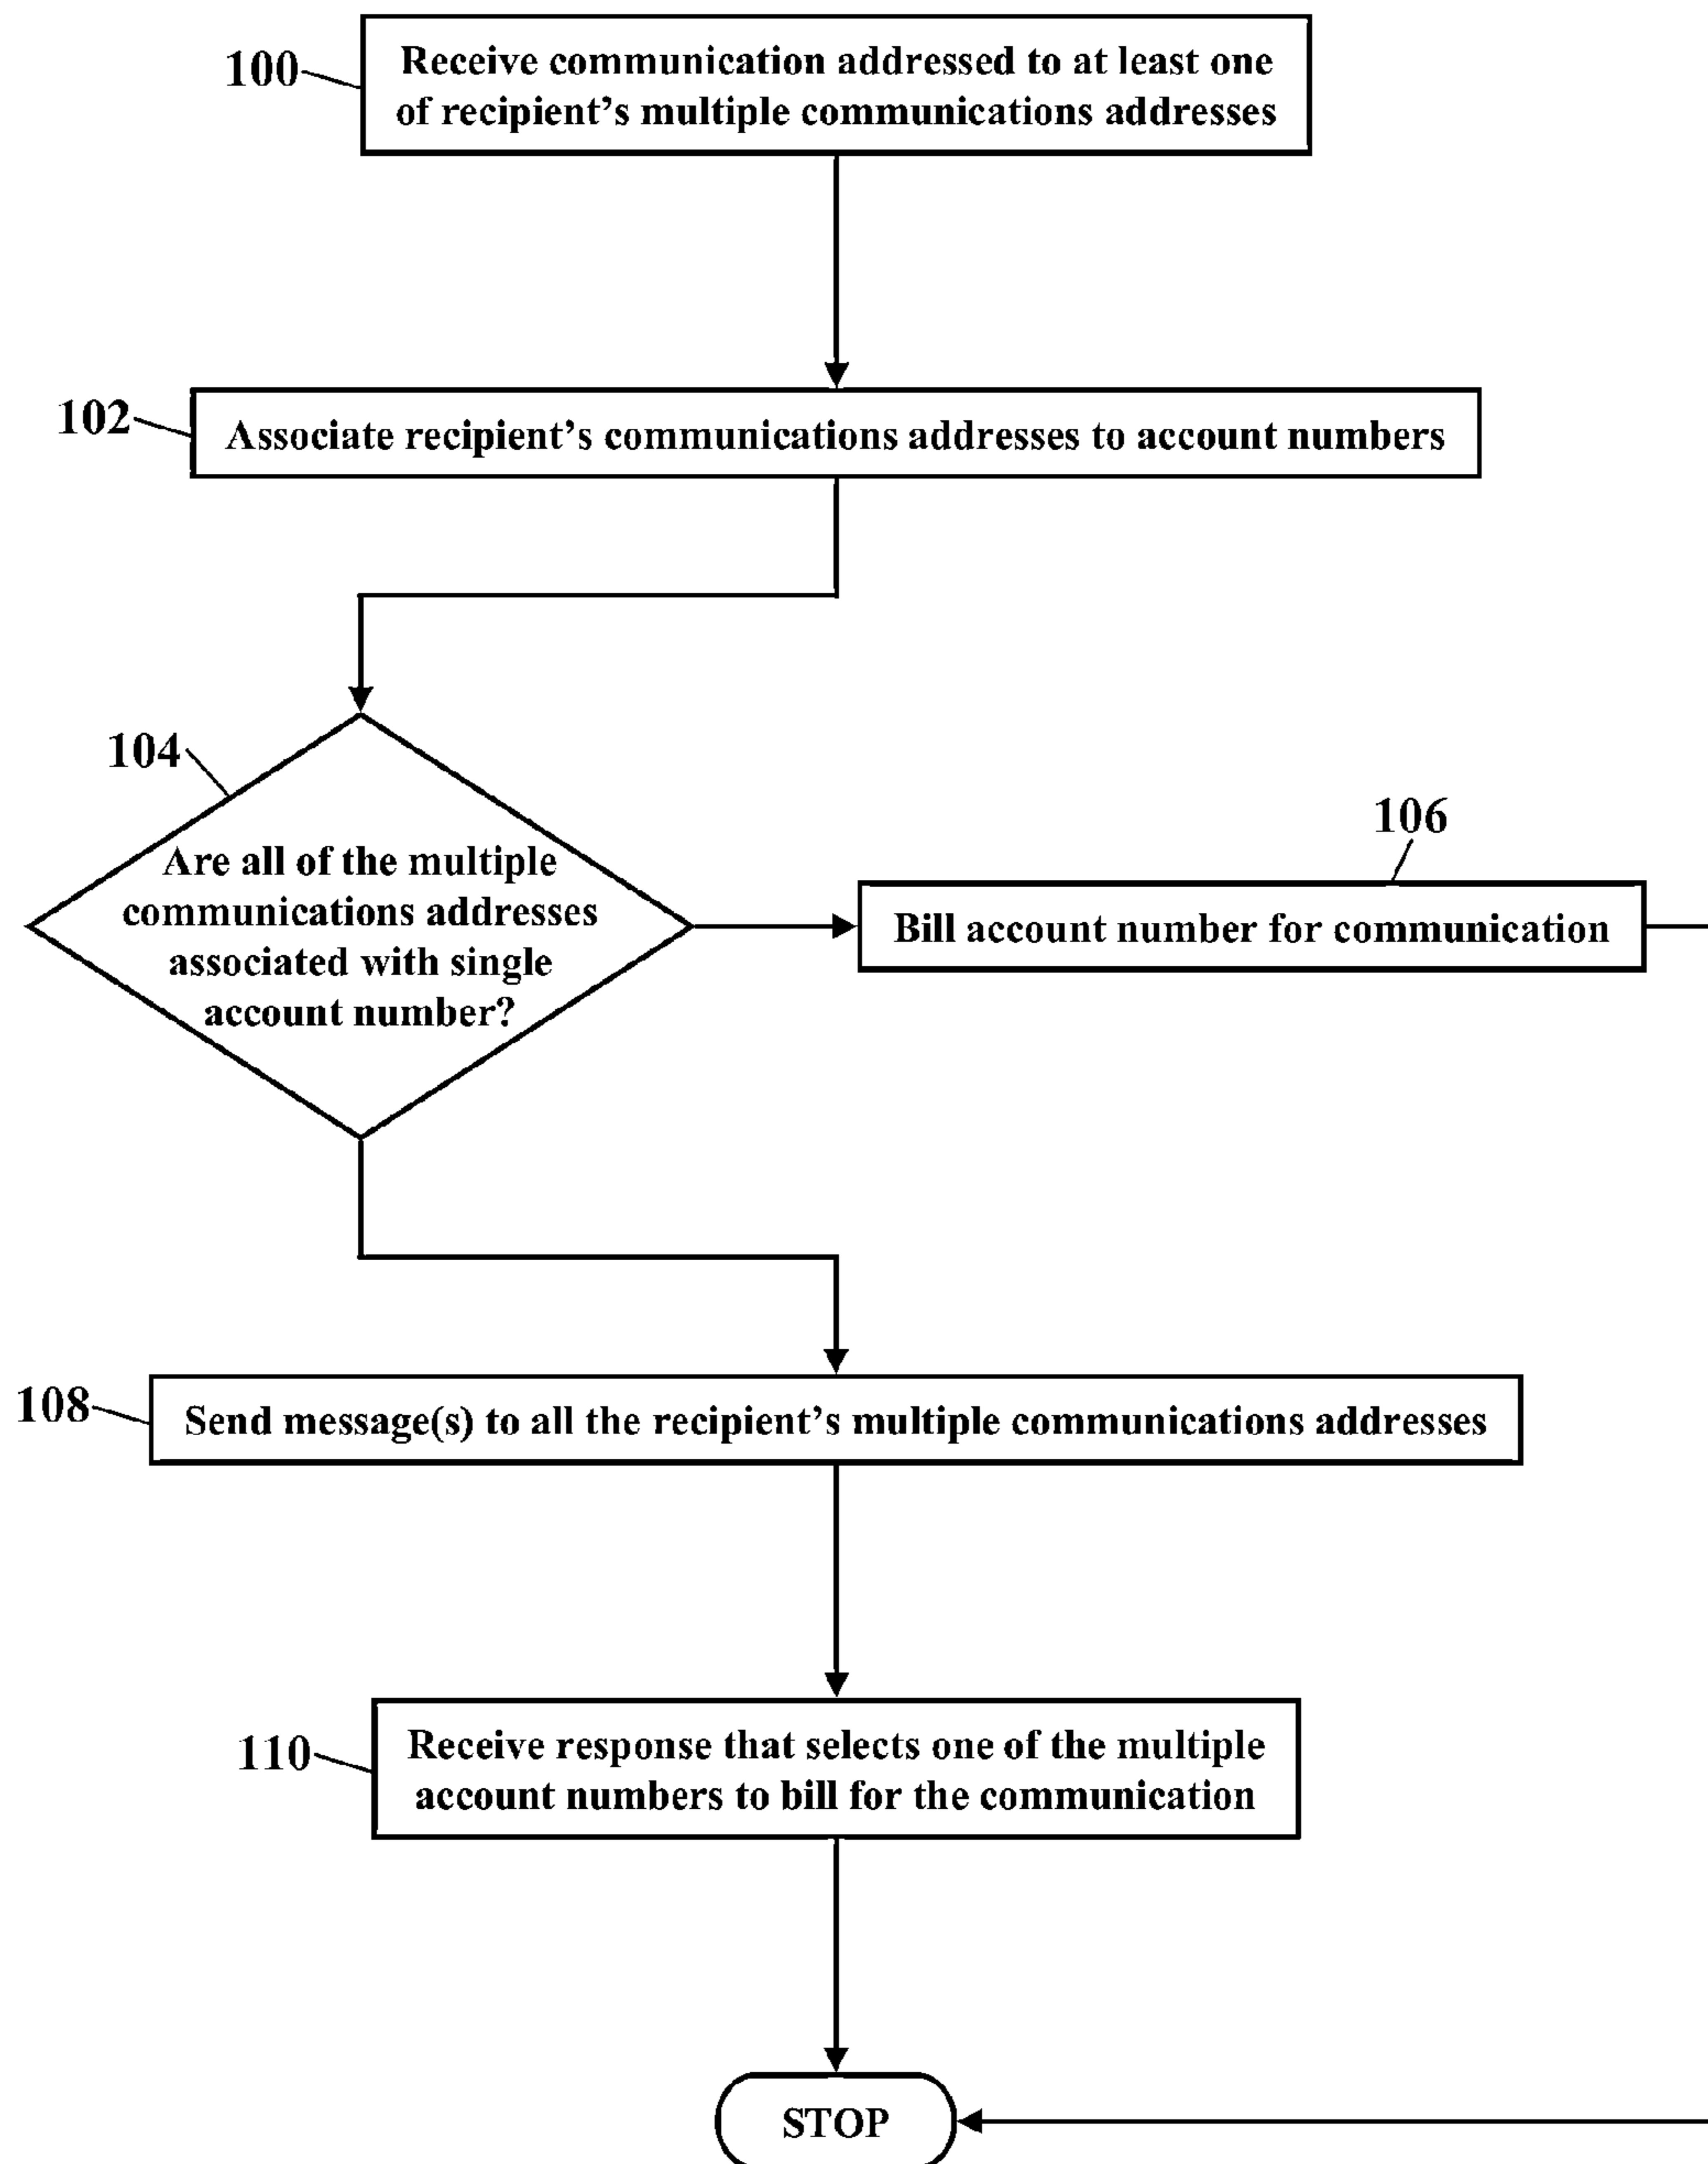 100
Receive communication addressed to at least one
of recipient's multiple communications addresses
102
Associate recipient's communications addresses to account numbers
104
Are all of the multiple
communications addresses
associated with single
account number?
106
Bill account number for communication
108
Send message(s) to all the recipient's multiple communications addresses
110
Receive response that selects one of the multiple
account numbers to bill for the communication
STOP